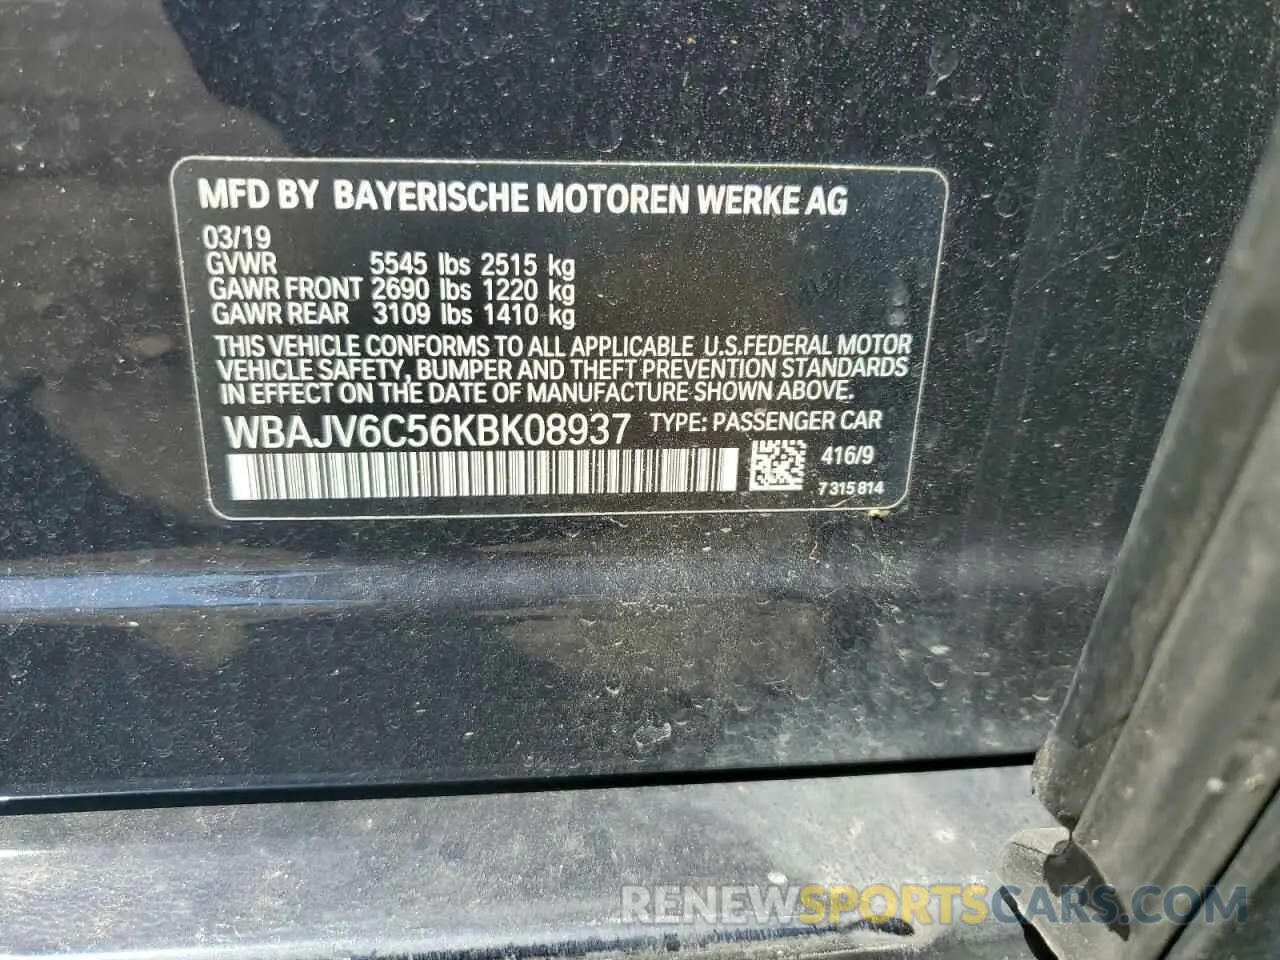 MFD BY BAYERISCHE MOTOREN WERKE AG
03/19
GVWR 5545 lbs 2515 kg
GAWR FRONT 2690 lbs 1220 kg
GAWR REAR 3109 lbs 1410 kg
THIS VEHICLE CONFORMS TO ALL APPLICABLE U.S.FEDERAL MOTOR
VEHICLE SAFETY, BUMPER AND THEFT PREVENTION STANDARDS
IN EFFECT ON THE DATE OF MANUFACTURE SHOWN ABOVE.
WBAJV6C56KBK08937 TYPE: PASSENGER CAR
416/9
7315814
RENEWSPORTSCARS.COM